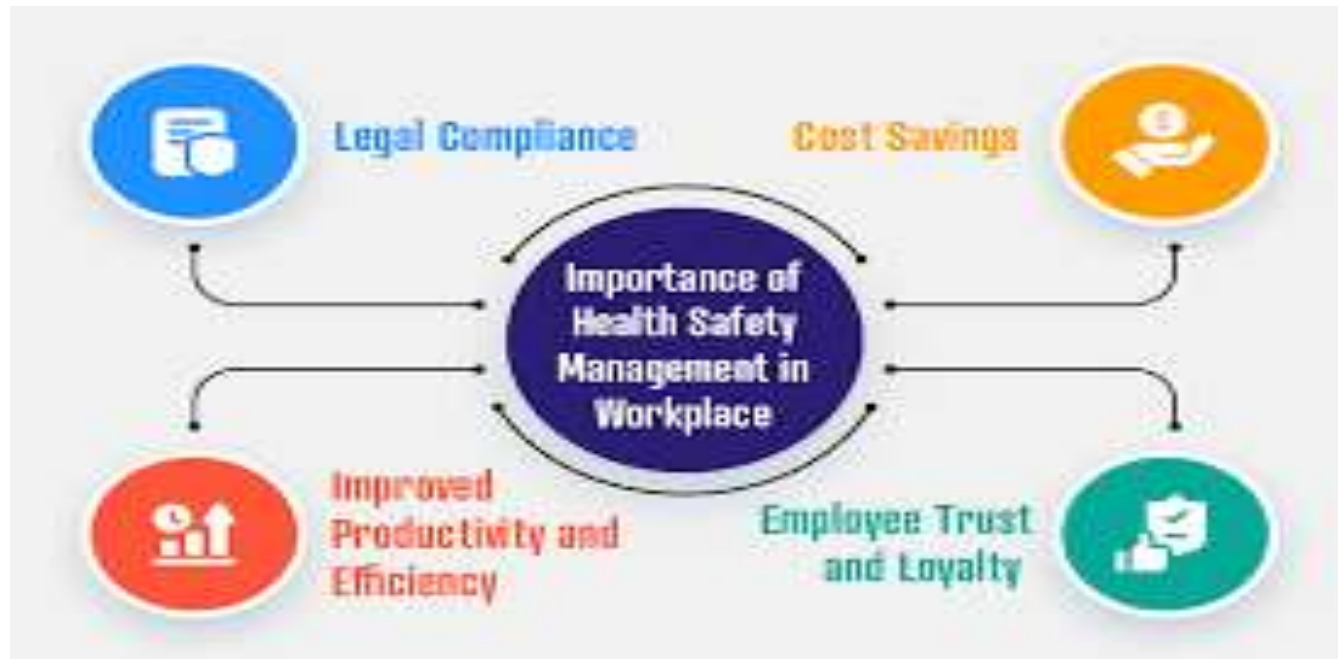 Legal Compliance
Cost Savings
Importance of
Health Safety
Management in
Workplace
Improved
Productivity and
Efficiency
Employee Trust
and Loyalty